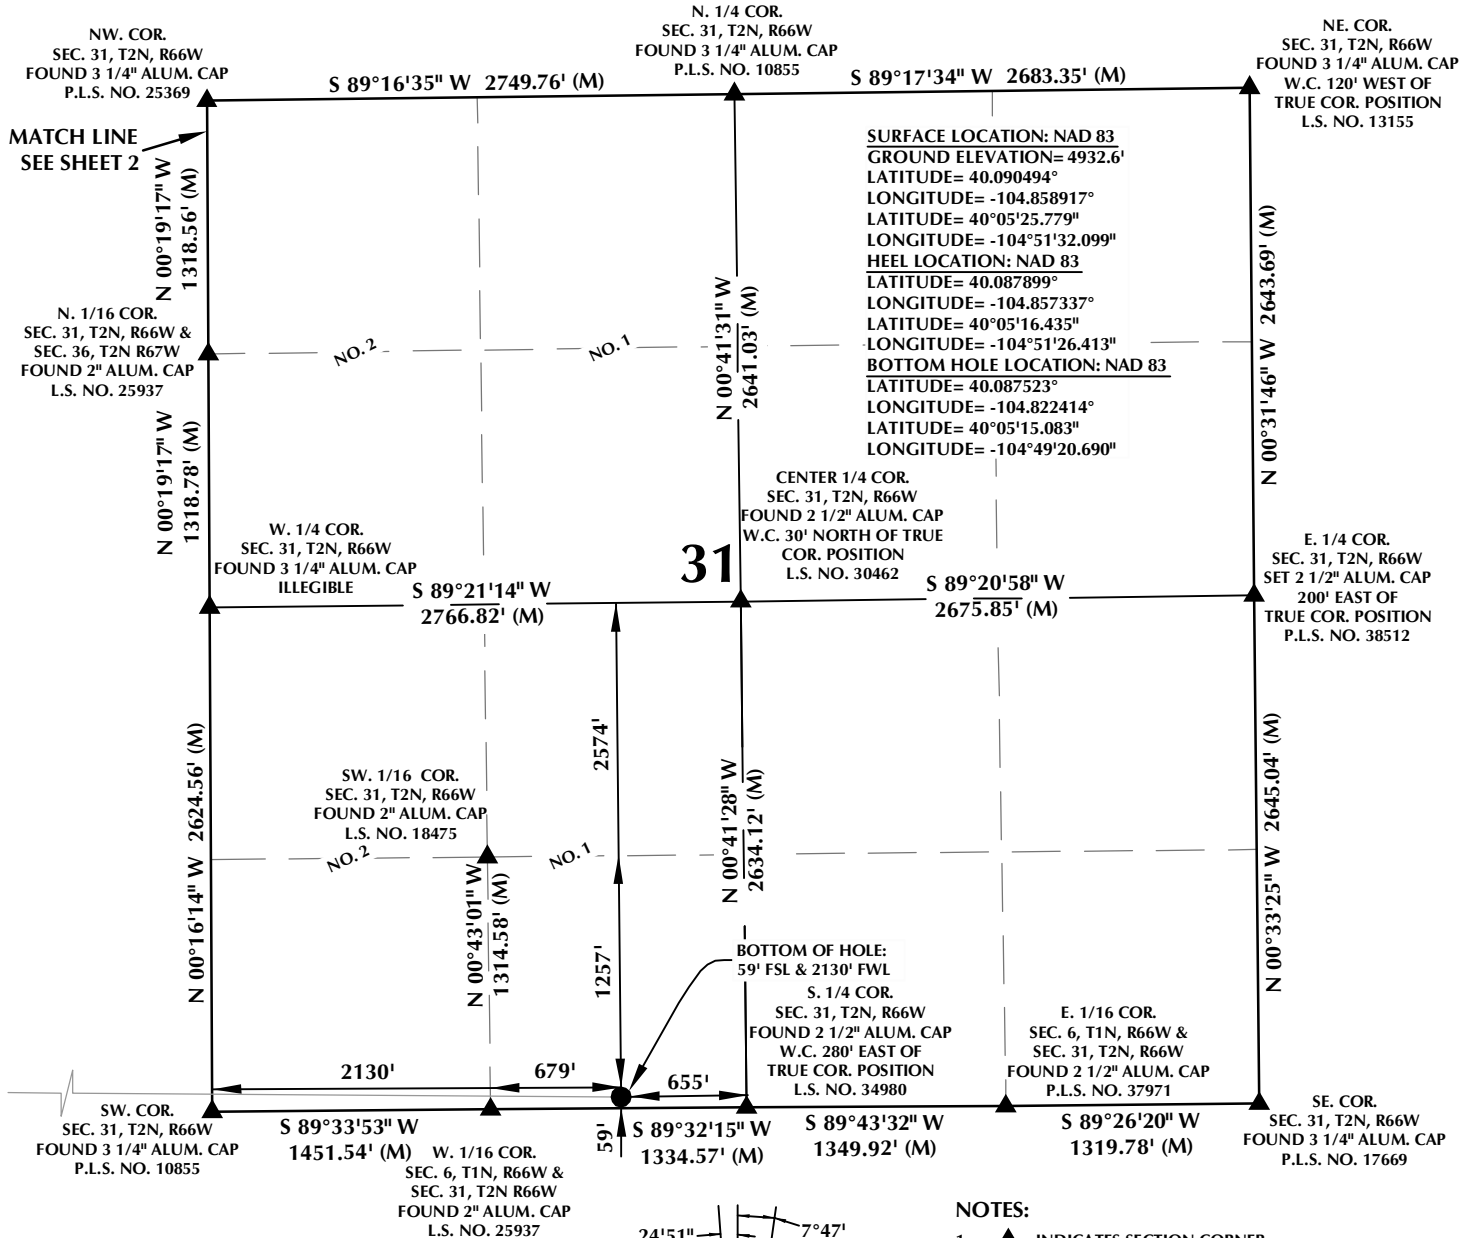 NW. COR.
SEC. 31, T2N, R66W
FOUND 3 1/4" ALUM. CAP
P.L.S. NO. 25369
N. 1/4 COR.
SEC. 31, T2N, R66W
FOUND 3 1/4" ALUM. CAP
P.L.S. NO. 10855
NE. COR.
SEC. 31, T2N, R66W
FOUND 3 1/4" ALUM. CAP
W.C. 120' WEST OF
TRUE COR. POSITION
L.S. NO. 13155
S 89°16'35" W 2749.76' (M)
S 89°17'34" W 2683.35' (M)
MATCH LINE
SEE SHEET 2
N 00°19'17" W
1318.56' (M)
SURFACE LOCATION: NAD 83
GROUND ELEVATION= 4932.6'
LATITUDE= 40.090494°
LONGITUDE= -104.858917°
LATITUDE= 40°05'25.779"
LONGITUDE= -104°51'32.099"
HEEL LOCATION: NAD 83
LATITUDE= 40.087899°
LONGITUDE= -104.857337°
LATITUDE= 40°05'16.435"
LONGITUDE= -104°51'26.413"
BOTTOM HOLE LOCATION: NAD 83
LATITUDE= 40.087523°
LONGITUDE= -104.822414°
LATITUDE= 40°05'15.083"
LONGITUDE= -104°49'20.690"
N 00°31'46" W 2643.69' (M)
N 00°41'31" W
2641.03' (M)
N. 1/16 COR.
SEC. 31, T2N, R66W &
SEC. 36, T2N R67W
FOUND 2" ALUM. CAP
L.S. NO. 25937
NO. 2
NO. 1
N 00°19'17" W
1318.78' (M)
W. 1/4 COR.
SEC. 31, T2N, R66W
FOUND 3 1/4" ALUM. CAP
ILLEGIBLE
CENTER 1/4 COR.
SEC. 31, T2N, R66W
FOUND 2 1/2" ALUM. CAP
W.C. 30' NORTH OF TRUE
COR. POSITION
L.S. NO. 30462
31
E. 1/4 COR.
SEC. 31, T2N, R66W
SET 2 1/2" ALUM. CAP
200' EAST OF
TRUE COR. POSITION
P.L.S. NO. 38512
S 89°21'14" W
2766.82' (M)
S 89°20'58" W
2675.85' (M)
N 00°16'14" W 2624.56' (M)
2574'
N 00°41'28" W
2634.12' (M)
N 00°33'25" W 2645.04' (M)
SW. 1/16 COR.
SEC. 31, T2N, R66W
FOUND 2" ALUM. CAP
L.S. NO. 18475
NO. 2
NO. 1
N 00°43'01" W
1314.58' (M)
1257'
BOTTOM OF HOLE:
59' FSL & 2130' FWL
S. 1/4 COR.
SEC. 31, T2N, R66W
FOUND 2 1/2" ALUM. CAP
W.C. 280' EAST OF
TRUE COR. POSITION
L.S. NO. 34980
E. 1/16 COR.
SEC. 6, T1N, R66W &
SEC. 31, T2N, R66W
FOUND 2 1/2" ALUM. CAP
P.L.S. NO. 37971
2130'
679'
655'
SW. COR.
SEC. 31, T2N, R66W
FOUND 3 1/4" ALUM. CAP
P.L.S. NO. 10855
S 89°33'53" W
1451.54' (M)
59'
S 89°32'15" W
1334.57' (M)
S 89°43'32" W
1349.92' (M)
S 89°26'20" W
1319.78' (M)
SE. COR.
SEC. 31, T2N, R66W
FOUND 3 1/4" ALUM. CAP
P.L.S. NO. 17669
W. 1/16 COR.
SEC. 6, T1N, R66W &
SEC. 31, T2N R66W
FOUND 2" ALUM. CAP
L.S. NO. 25937
24'51"
7°47'
NOTES:
INDICATES SECTION CORNER